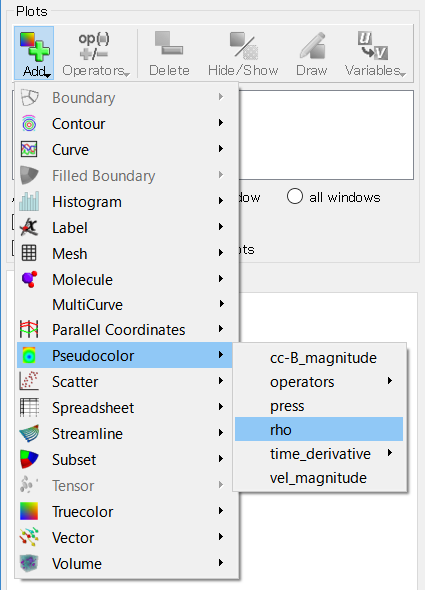 Plots
Add
Operators
Delete
Hide/Show
Draw
Variables
op(i)
+/-
U
V
Boundary
Contour
Curve
Filled Boundary
Histogram
dow
all windows
Label
Mesh
ots
Molecule
MultiCurve
Parallel Coordinates
Pseudocolor
cc-B_magnitude
Scatter
operators
Spreadsheet
press
Streamline
rho
Subset
time_derivative
Tensor
vel_magnitude
Truecolor
Vector
Volume